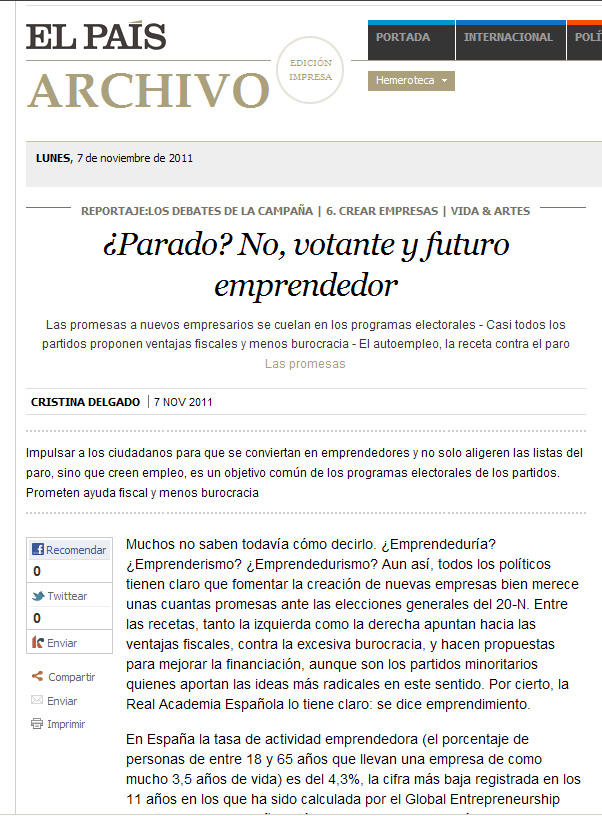 EL PAÍS
ARCHIVO
EDICIÓN
IMPRESA
PORTADA
INTERNACIONAL
POLÍ
Hemeroteca
LUNES, 7 de noviembre de 2011
REPORTAJE:LOS DEBATES DE LA CAMPAÑA | 6. CREAR EMPRESAS | VIDA & ARTES
¿Parado? No, votante y futuro
emprendedor
Las promesas a nuevos empresarios se cuelan en los programas electorales - Casi todos los
partidos proponen ventajas fiscales y menos burocracia - El autoempleo, la receta contra el paro
Las promesas
CRISTINA DELGADO | 7 NOV 2011
Impulsar a los ciudadanos para que se conviertan en emprendedores y no solo aligeren las listas del
paro, sino que creen empleo, es un objetivo común de los programas electorales de los partidos.
Prometen ayuda fiscal y menos burocracia
Recomendar
0
Twittear
0
Enviar
Compartir
Enviar
Imprimir
Muchos no saben todavía cómo decirlo. ¿Emprendeduría?
¿Emprenderismo? ¿Emprendedurismo? Aun así, todos los políticos
tienen claro que fomentar la creación de nuevas empresas bien merece
unas cuantas promesas ante las elecciones generales del 20-N. Entre
las recetas, tanto la izquierda como la derecha apuntan hacia las
ventajas fiscales, contra la excesiva burocracia, y hacen propuestas
para mejorar la financiación, aunque son los partidos minoritarios
quienes aportan las ideas más radicales en este sentido. Por cierto, la
Real Academia Española lo tiene claro: se dice emprendimiento.
En España la tasa de actividad emprendedora (el porcentaje de
personas de entre 18 y 65 años que llevan una empresa de como
mucho 3,5 años de vida) es del 4,3%, la cifra más baja registrada en los
11 años en los que ha sido calculada por el Global Entrepreneurship